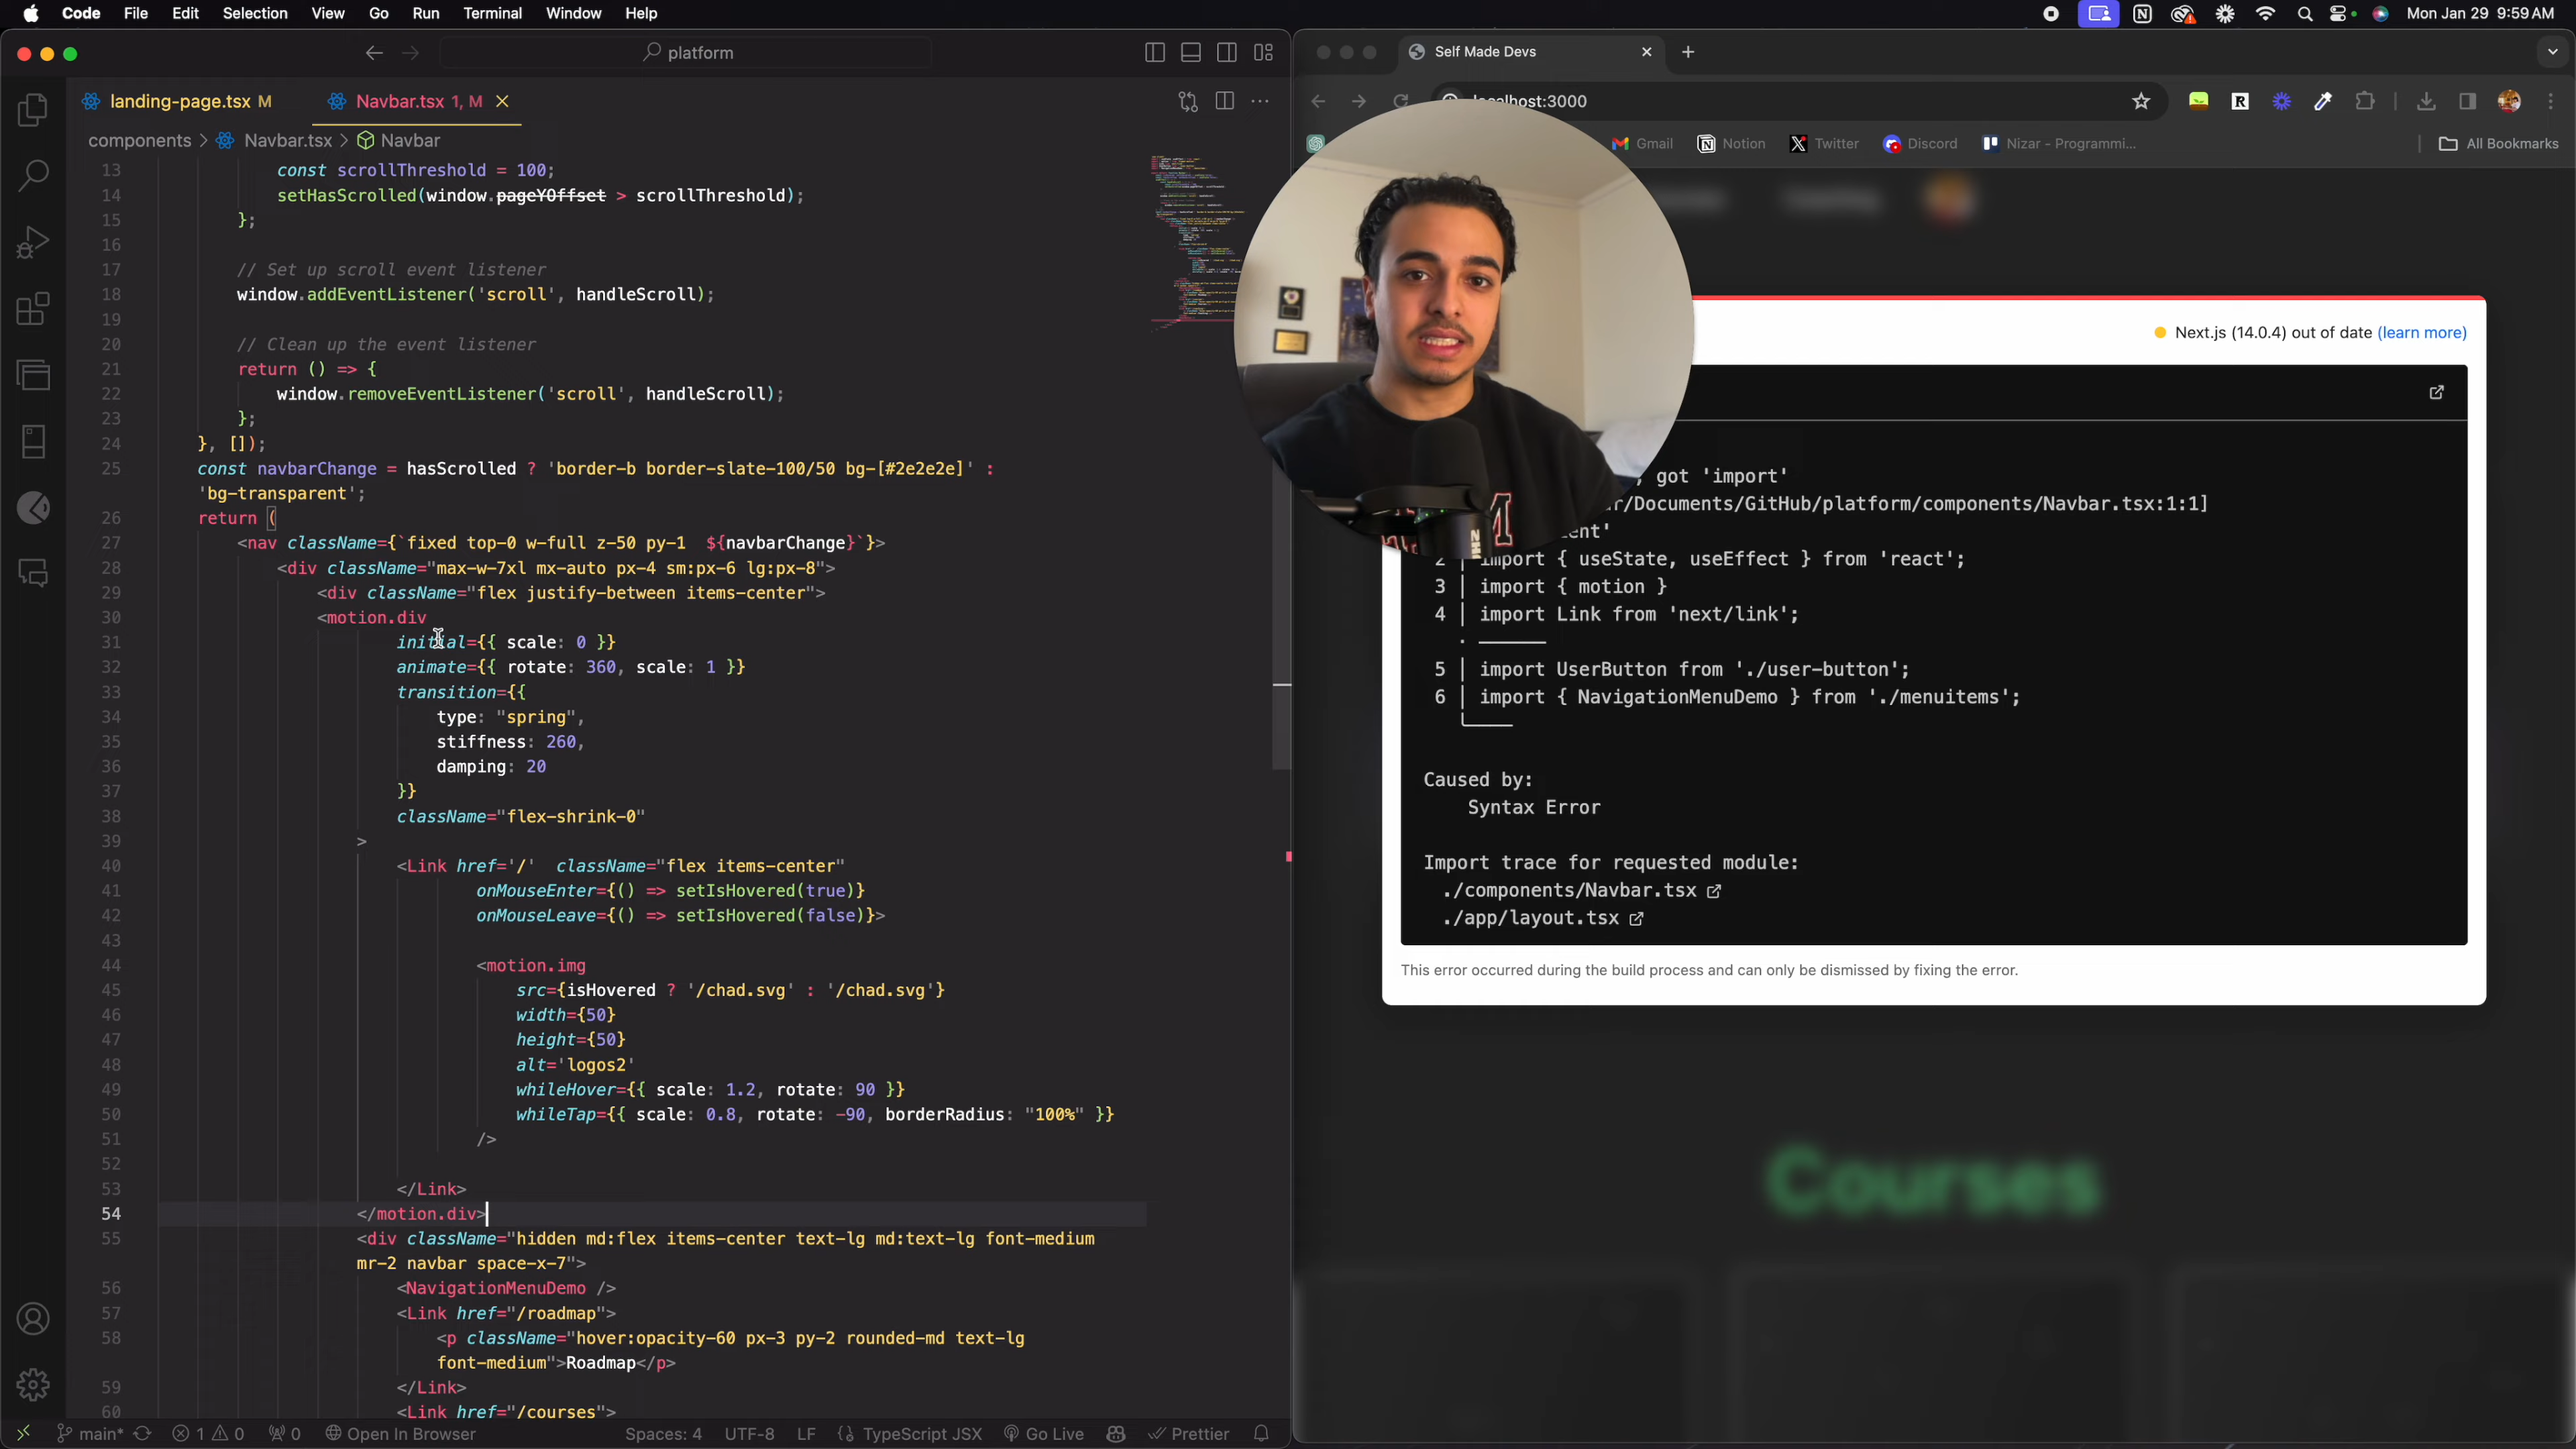 Code File Edit Selection View Go Run Terminal Window Help
Mon Jan 29 9:59 AM
platform
landing-page.tsx M
Navbar.tsx 1, M
components > Navbar.tsx > Navbar
13 const scrollThreshold = 100;
14 setHasScrolled(window.pageYOffset > scrollThreshold);
15 };
16
17 // Set up scroll event listener
18 window.addEventListener('scroll', handleScroll);
19
20 // Clean up the event listener
21 return () => {
22 window.removeEventListener('scroll', handleScroll);
23 };
24 }, []);
25 const navbarChange = hasScrolled ? 'border-b border-slate-100/50 bg-[#2e2e2e]' :
'bg-transparent';
26 return (
27 <nav className={`fixed top-0 w-full z-50 py-1  ${navbarChange}`}>
28 <div className="max-w-7xl mx-auto px-4 sm:px-6 lg:px-8">
29 <div className="flex justify-between items-center">
30 <motion.div
31 initial={{ scale: 0 }}
32 animate={{ rotate: 360, scale: 1 }}
33 transition={{
34 type: "spring",
35 stiffness: 260,
36 damping: 20
37 }}
38 className="flex-shrink-0"
39 >
40 <Link href='/'  className="flex items-center"
41 onMouseEnter={() => setIsHovered(true)}
42 onMouseLeave={() => setIsHovered(false)}>
43
44 <motion.img
45 src={isHovered ? '/chad.svg' : '/chad.svg'}
46 width={50}
47 height={50}
48 alt='logos2'
49 whileHover={{ scale: 1.2, rotate: 90 }}
50 whileTap={{ scale: 0.8, rotate: -90, borderRadius: "100%" }}
51 />
52
53 </Link>
54 </motion.div>
55 <div className="hidden md:flex items-center text-lg md:text-lg font-medium
mr-2 navbar space-x-7">
56 <NavigationMenuDemo />
57 <Link href="/roadmap">
58 <p className="hover:opacity-60 px-3 py-2 rounded-md text-lg
font-medium">Roadmap</p>
59 </Link>
60 <Link href="/courses">
main* 1 0 0 Open In Browser Spaces: 4 UTF-8 LF TypeScript JSX Go Live Prettier
Self Made Devs
localhost:3000
Gmail Notion Twitter Discord Nizar - Programmi... All Bookmarks
Next.js (14.0.4) out of date (learn more)
, got 'import'
r/Documents/GitHub/platform/components/Navbar.tsx:1:1]
ent'
2 | import { useState, useEffect } from 'react';
3 | import { motion }
4 | import Link from 'next/link';
5 | import UserButton from './user-button';
6 | import { NavigationMenuDemo } from './menuitems';
Caused by:
Syntax Error
Import trace for requested module:
./components/Navbar.tsx
./app/layout.tsx
This error occurred during the build process and can only be dismissed by fixing the error.
Courses